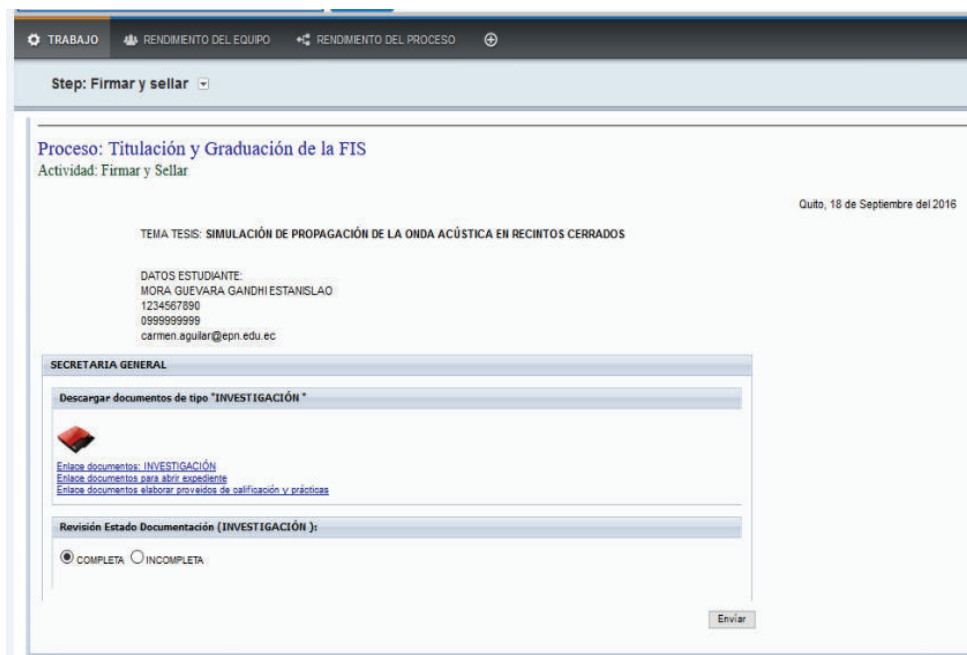 TRABAJO RENDIMIENTO DEL EQUIPO RENDIMIENTO DEL PROCESO
Step: Firmar y sellar
Proceso: Titulación y Graduación de la FIS
Actividad: Firmar y Sellar
Quito, 18 de Septiembre del 2016
TEMA TESIS: SIMULACIÓN DE PROPAGACIÓN DE LA ONDA ACÚSTICA EN RECINTOS CERRADOS
DATOS ESTUDIANTE:
MORA GUEVARA GANDHI ESTANISLAO
1234567890
0999999999
carmen.aguilar@epn.edu.ec
SECRETARIA GENERAL
Descargar documentos de tipo "INVESTIGACIÓN "
Enlace documentos: INVESTIGACIÓN
Enlace documentos para abrir expediente
Enlace documentos elaborar proveidos de calificación y prácticas
Revisión Estado Documentación (INVESTIGACIÓN ):
COMPLETA INCOMPLETA
Enviar